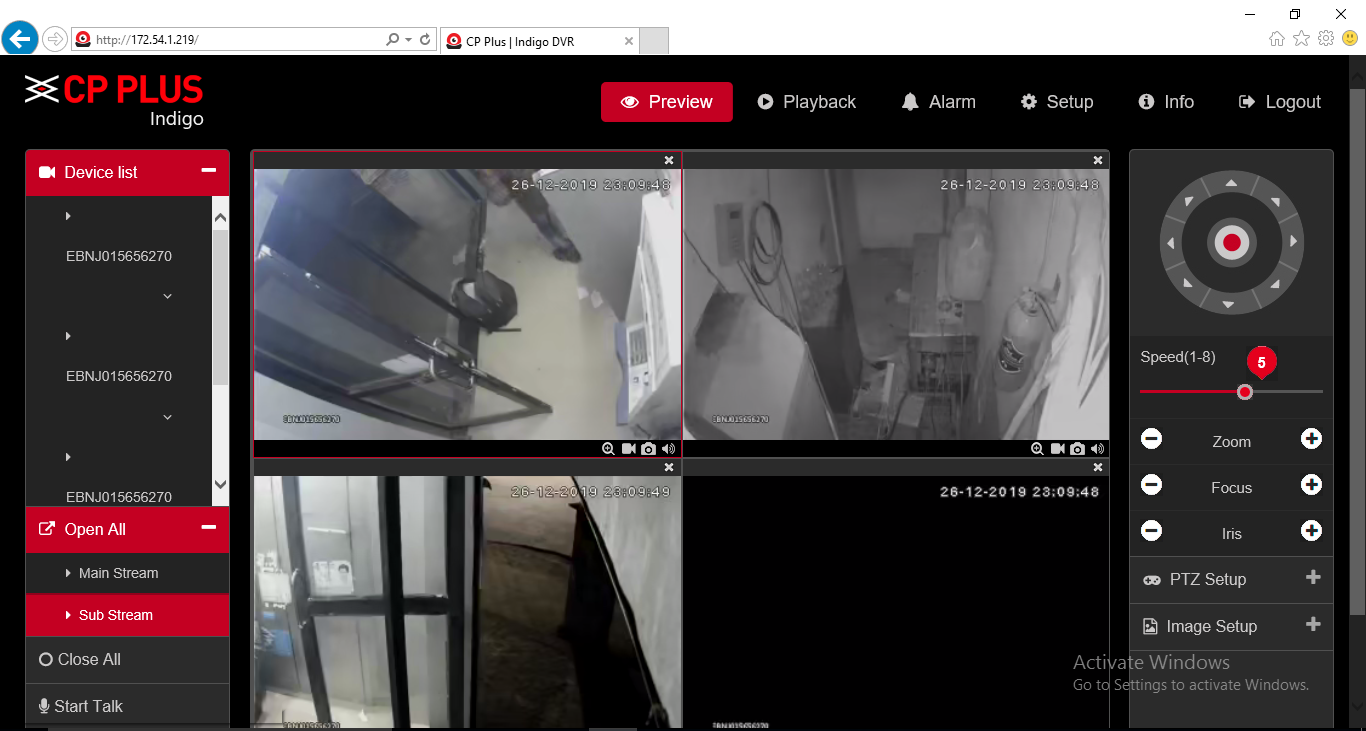 http://172.54.1.219/
CP Plus | Indigo DVR
CP PLUS
Indigo
Preview
Playback
Alarm
Setup
Info
Logout
Device list
EBNJ015656270
EBNJ015656270
EBNJ015656270
Open All
Main Stream
Sub Stream
Close All
Start Talk
26-12-2019 23:09:48
EBNJ015656270
26-12-2019 23:09:48
EBNJ015656270
26-12-2019 23:09:49
EBNJ015656270
26-12-2019 23:09:48
EBNJ015656270
Speed(1-8)
5
Zoom
Focus
Iris
PTZ Setup
Image Setup
Activate Windows
Go to Settings to activate Windows.